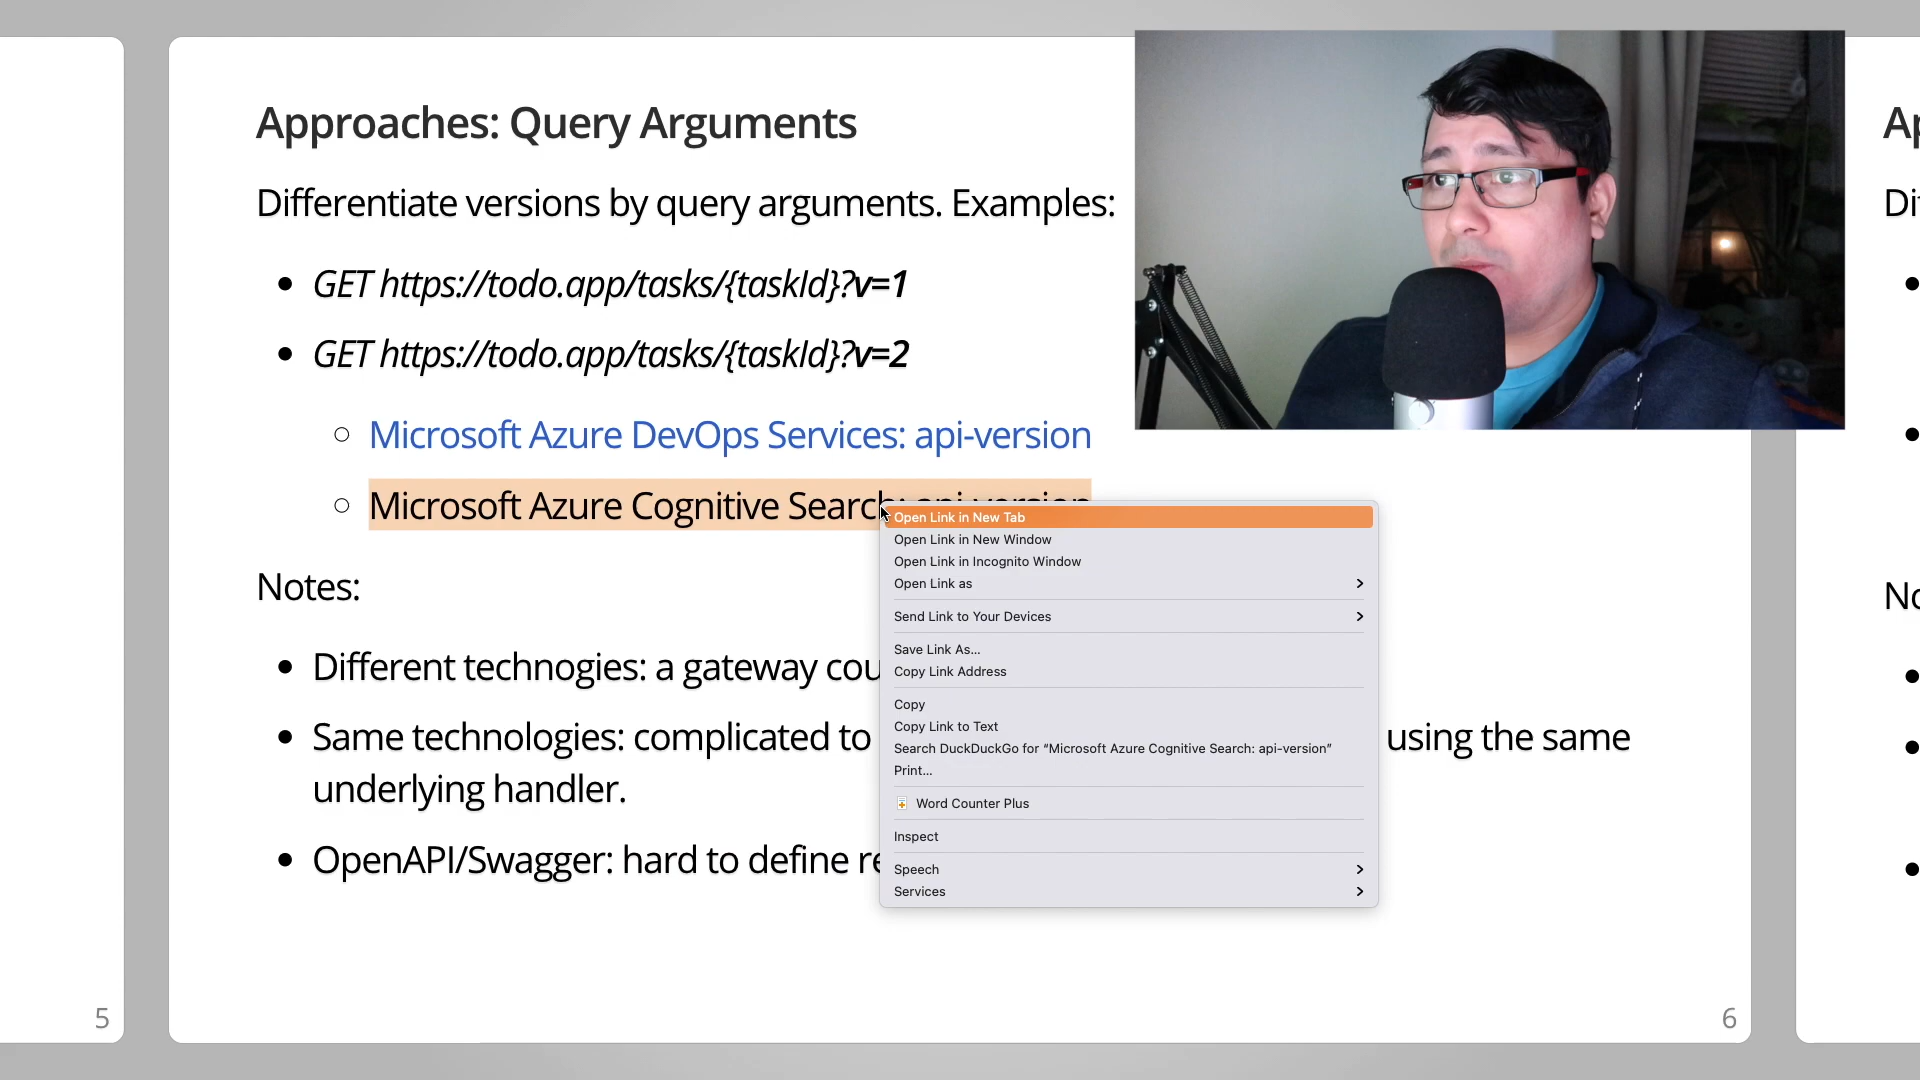 Approaches: Query Arguments
Differentiate versions by query arguments. Examples:
GET https://todo.app/tasks/{taskId}?v=1
GET https://todo.app/tasks/{taskId}?v=2
Microsoft Azure DevOps Services: api-version
Microsoft Azure Cognitive Search: api-version
Open Link in New Tab
Open Link in New Window
Open Link in Incognito Window
Open Link as
Send Link to Your Devices
Save Link As...
Copy Link Address
Copy
Copy Link to Text
Search DuckDuckGo for “Microsoft Azure Cognitive Search: api-version”
Print...
Word Counter Plus
Inspect
Speech
Services
Notes:
Different technogies: a gateway
Same technologies: complicated to using the same
underlying handler.
OpenAPI/Swagger: hard to define
5
6